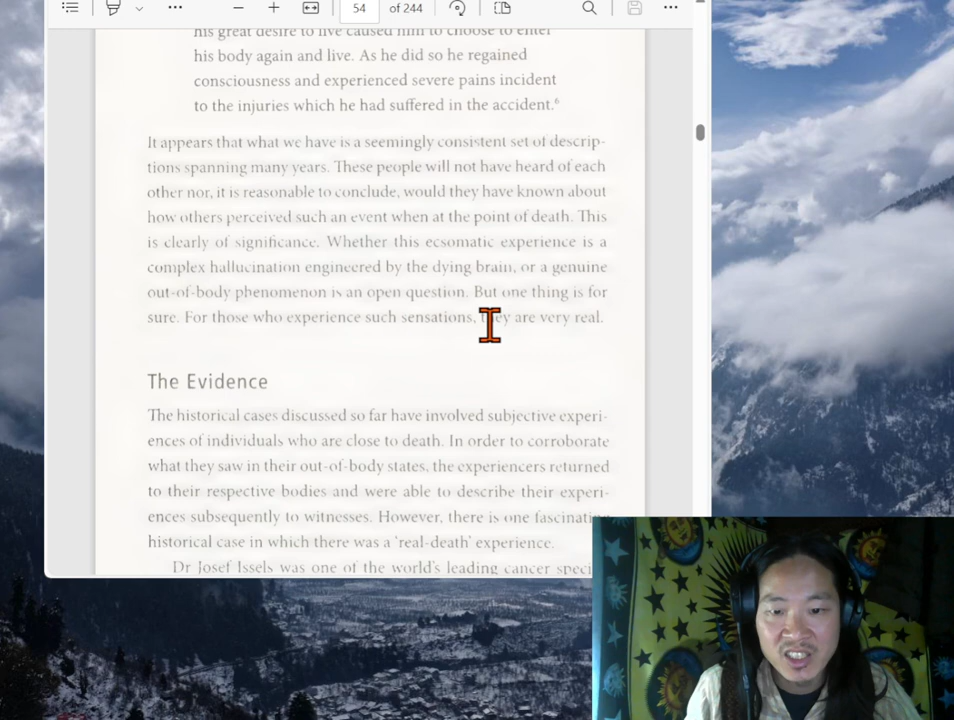 54 of 244
his great desire to live caused him to choose to enter
his body again and live. As he did so he regained
consciousness and experienced severe pains incident
to the injuries which he had suffered in the accident.⁶
It appears that what we have is a seemingly consistent set of descrip-
tions spanning many years. These people will not have heard of each
other nor, it is reasonable to conclude, would they have known about
how others perceived such an event when at the point of death. This
is clearly of significance. Whether this ecsomatic experience is a
complex hallucination engineered by the dying brain, or a genuine
out-of-body phenomenon is an open question. But one thing is for
sure. For those who experience such sensations, they are very real.
The Evidence
The historical cases discussed so far have involved subjective experi-
ences of individuals who are close to death. In order to corroborate
what they saw in their out-of-body states, the experiencers returned
to their respective bodies and were able to describe their experi-
ences subsequently to witnesses. However, there is one fascinatin
historical case in which there was a 'real-death' experience.
Dr Josef Issels was one of the world's leading cancer speci